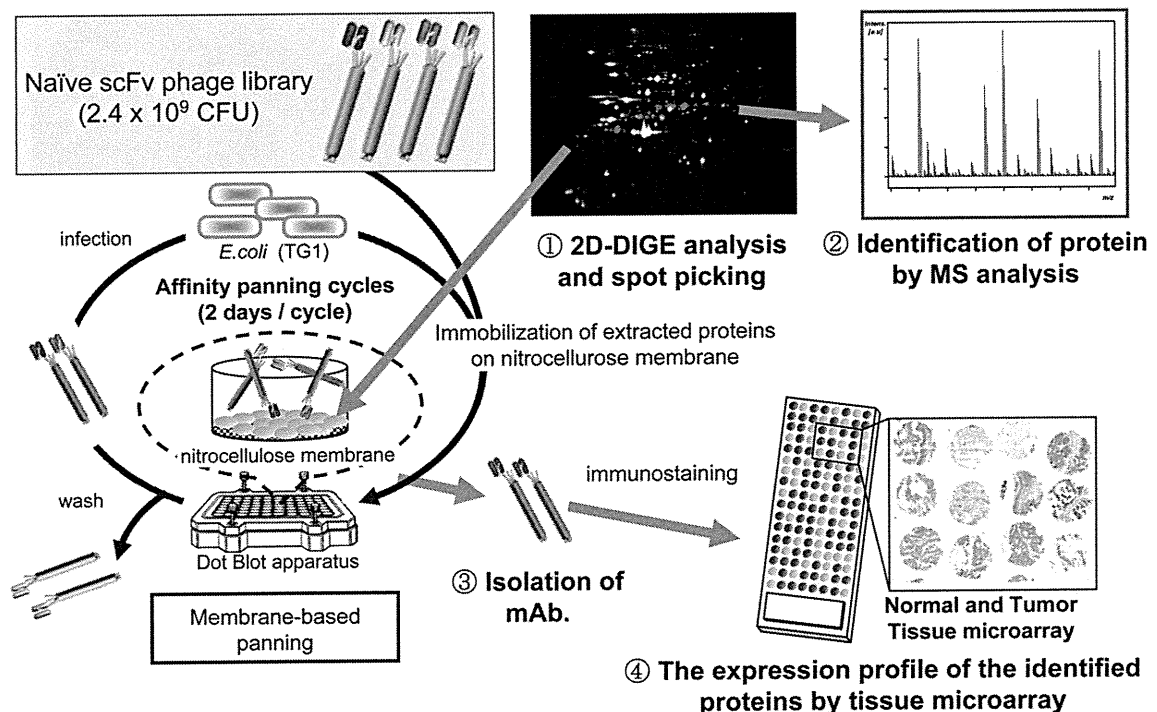 Naïve scFv phage library
(2.4 x 10⁹ CFU)
infection
E.coli (TG1)
Affinity panning cycles
(2 days / cycle)
nitrocellulose membrane
wash
Dot Blot apparatus
Membrane-based
panning
① 2D-DIGE analysis
and spot picking
Intens.
[a.u]
m/z
② Identification of protein
by MS analysis
Immobilization of extracted proteins
on nitrocellurose membrane
③ Isolation of
mAb.
immunostaining
Normal and Tumor
Tissue microarray
④ The expression profile of the identified
proteins by tissue microarray